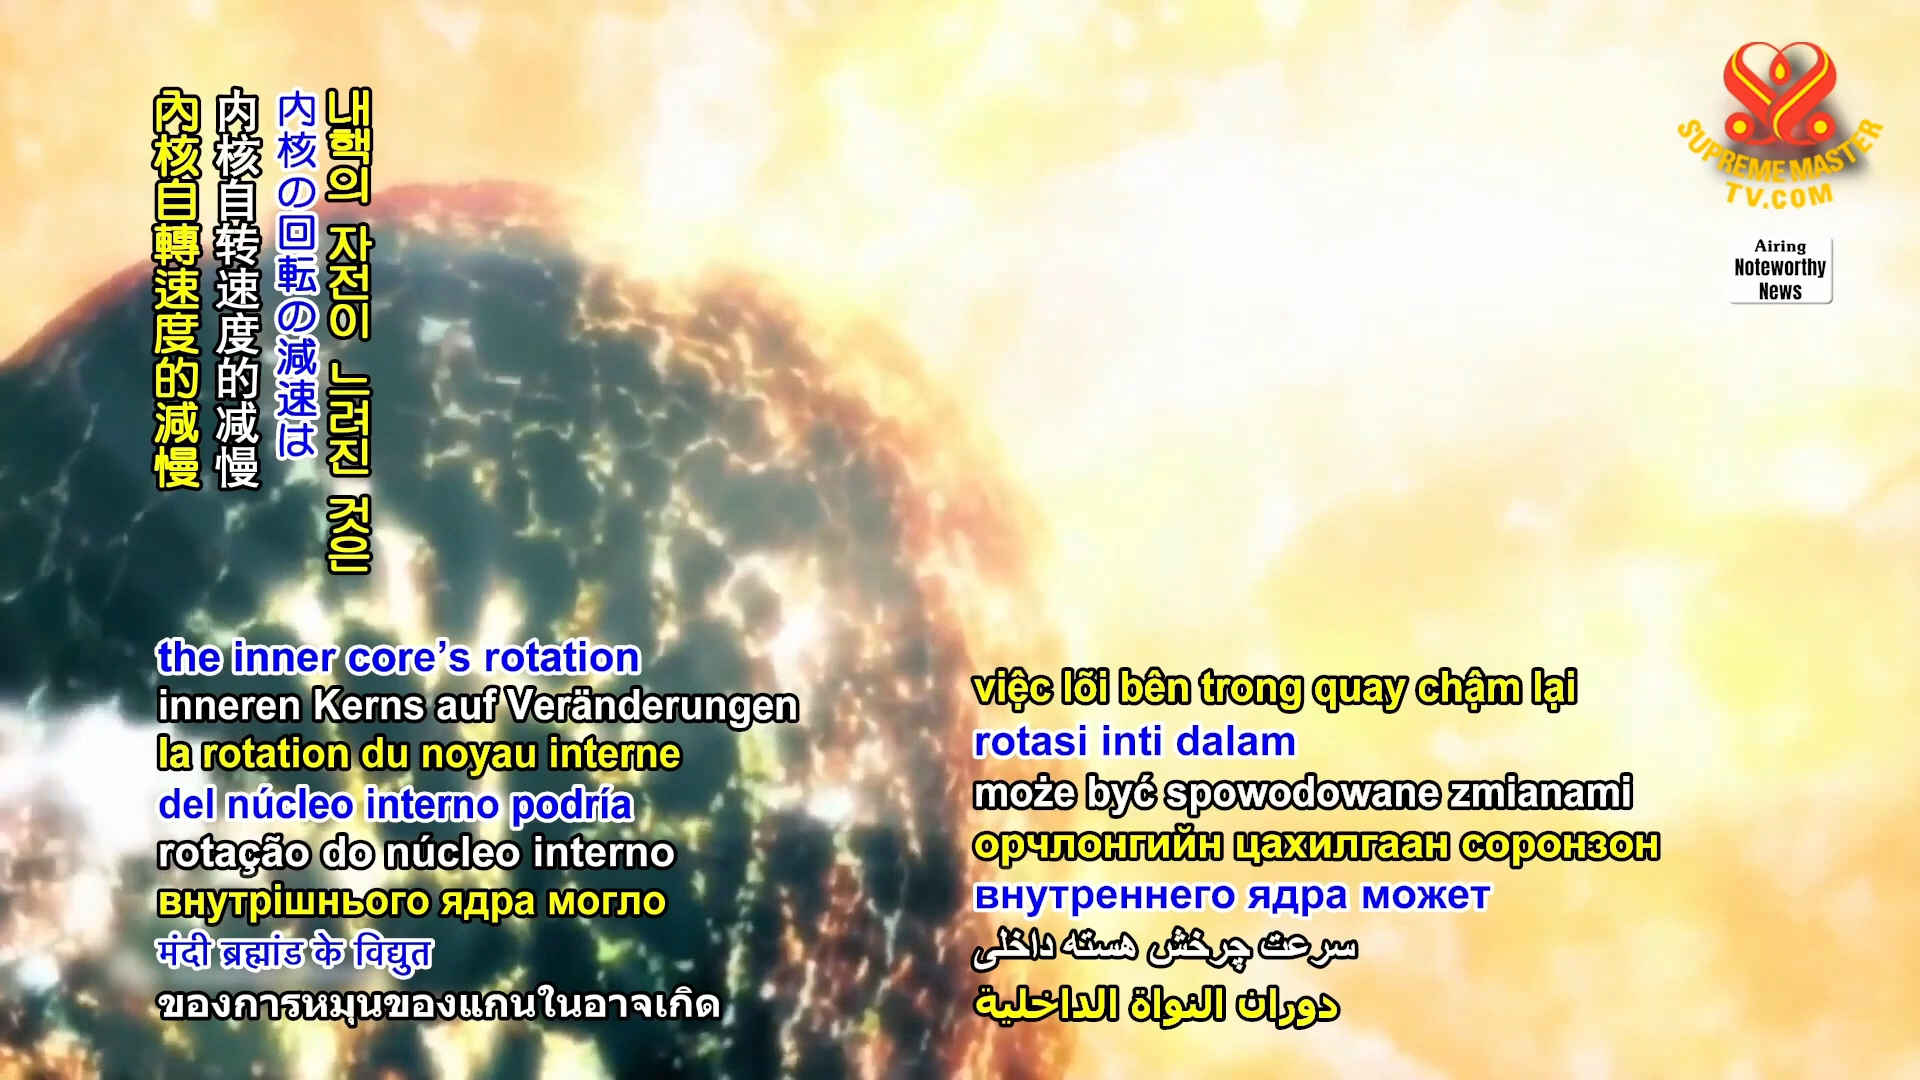 內核自轉速度的減慢
内核自转速度的减慢
内核の回転の減速は
내핵의 자전이 느려진 것은
SUPREME MASTER
TV.COM
Airing
Noteworthy
News
the inner core’s rotation
inneren Kerns auf Veränderungen
la rotation du noyau interne
del núcleo interno podría
rotação do núcleo interno
внутрішнього ядра могло
मंदी ब्रह्मांड के विद्युत
ของการหมุนของแกนในอาจเกิด
việc lõi bên trong quay chậm lại
rotasi inti dalam
może być spowodowane zmianami
орчлонгийн цахилгаан соронзон
внутреннего ядра может
سرعت چرخش هسته داخلی
دوران النواة الداخلية